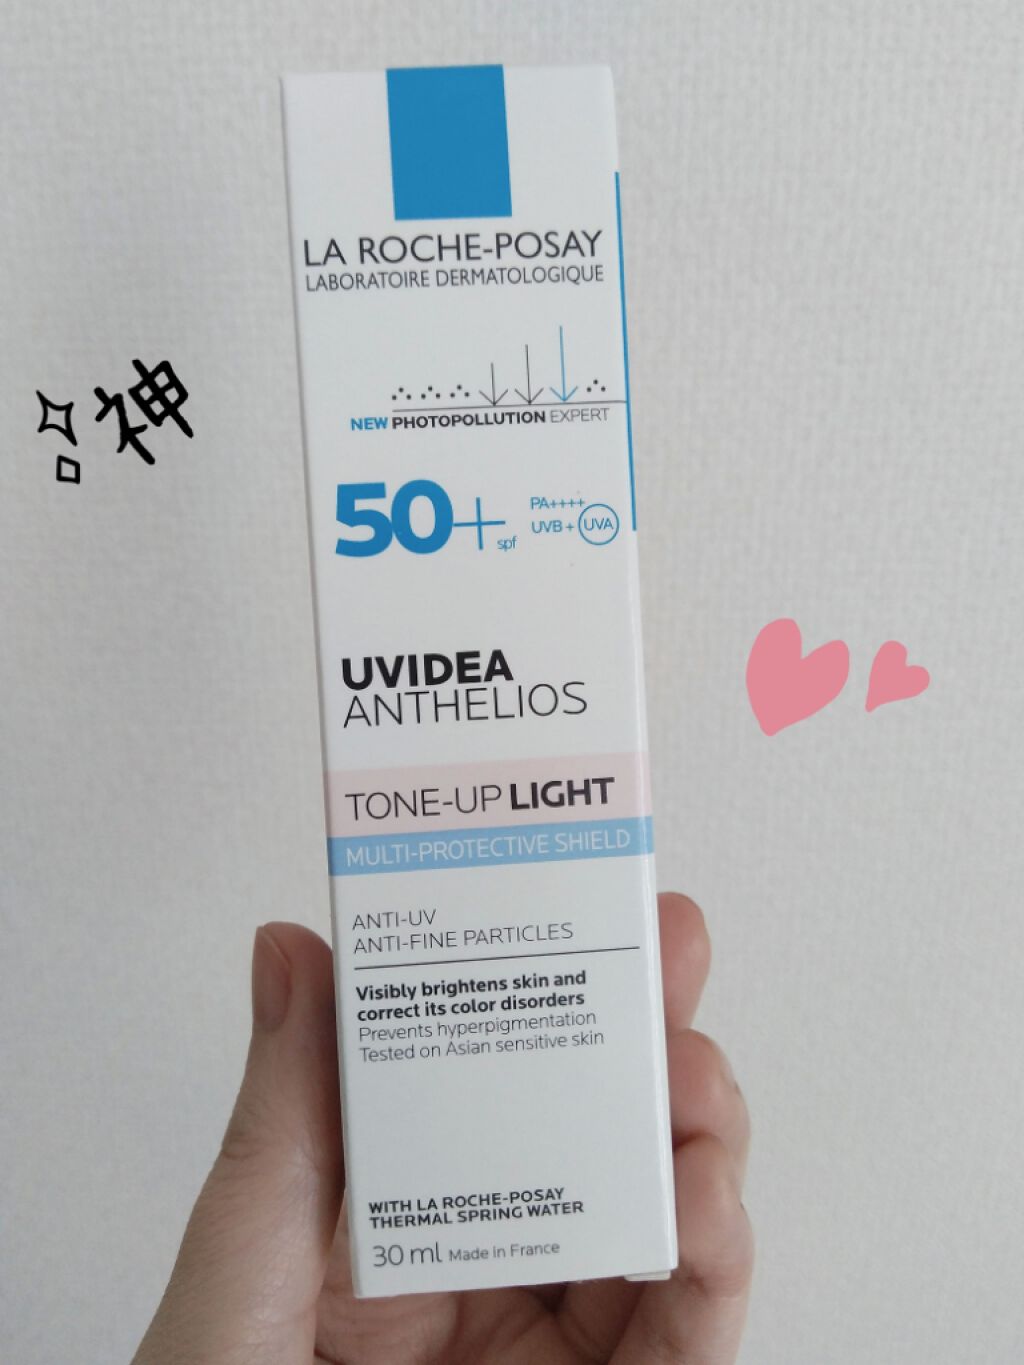 LA ROCHE-POSAY
LABORATOIRE DERMATOLOGIQUE
NEW PHOTOPOLLUTION EXPERT
50+ spf
PA++++
UVB + UVA
神
UVIDEA
ANTHELIOS
TONE-UP LIGHT
MULTI-PROTECTIVE SHIELD
ANTI-UV
ANTI-FINE PARTICLES
Visibly brightens skin and
correct its color disorders
Prevents hyperpigmentation
Tested on Asian sensitive skin
WITH LA ROCHE-POSAY
THERMAL SPRING WATER
30 ml Made in France